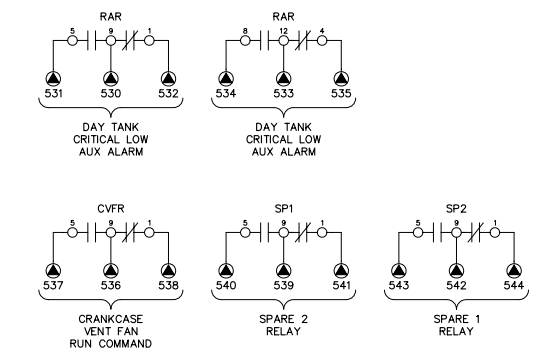 RAR
RAR
5 9 1
8 12 4
531 530 532
534 533 535
DAY TANK
CRITICAL LOW
AUX ALARM
DAY TANK
CRITICAL LOW
AUX ALARM
CVFR
SP1
SP2
5 9 1
5 9 1
5 9 1
537 536 538
540 539 541
543 542 544
CRANKCASE
VENT FAN
RUN COMMAND
SPARE 2
RELAY
SPARE 1
RELAY